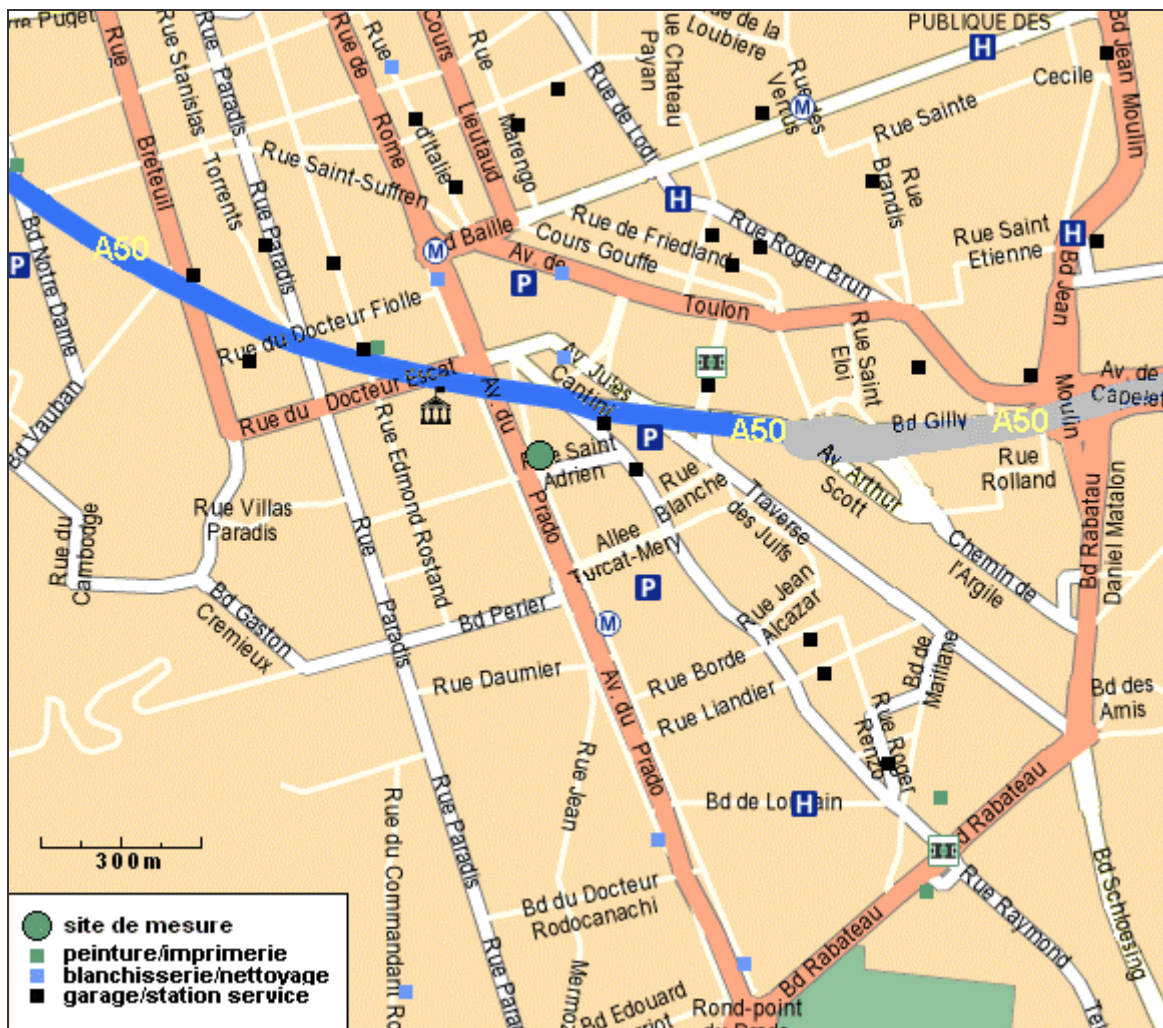 Puget
Rue de la
Loubiere
PUBLIQUE DES
H
Bd Jean Moulin
Cecile
Rue
Breteuil
Rue Stanislas
Torrents
Rue Paradis
Rue Paradis
Rue de
Rome
Rue
d'Italie
Cours
Lieutaud
Rue
Marengo
Rue de Lodi
Rue Chateau
Payan
Rue des
Vertus
M
Rue Sainte
Rue
Brandis
Rue Saint-Suffren
Bd Baille
M
H
Rue de Friedland
Cours Gouffe
Rue Roger Brun
Rue Saint
Etienne
H
Bd Jean
Moulin
A50
P
Bd Notre Dame
Av. de
Toulon
P
Rue du Docteur Fiolle
Rue Saint
Eloi
Av. Jules
Cantini
Rue du Docteur Escat
Av. de
A50
Bd Gilly
A50
P
Bd Vauban
Av. du
Prado
Rue Saint
Adrien
Rue Edmond Rostand
Rue
Blanche
Av. Arthur
Scott
Rue
Rolland
Rue Villas
Paradis
Rue du
Cambodge
Rue
Paradis
Traverse
des Juifs
Allee
Turcat-Mery
P
Chemin de
l'Argile
Bd Rabatau
Daniel Matalon
Bd Gaston
Cremieux
Bd Perier
M
Rue Jean
Alcazar
Rue Daumier
Av. du
Prado
Rue Borde
Rue Liandier
Bd de
Maillane
Bd des
Amis
Rue Roger
Renzo
Rue Jean
Mermoz
Rue Paradis
Rue du Commandant
Bd de
H
Bd Rabateau
Bd Schloesing
300m
Bd du Docteur
Rodocanachi
Rue Raymond
Bd Rabateau
Rue
Bd Edouard
Rond-point
site de mesure
peinture/imprimerie
blanchisserie/nettoyage
garage/station service